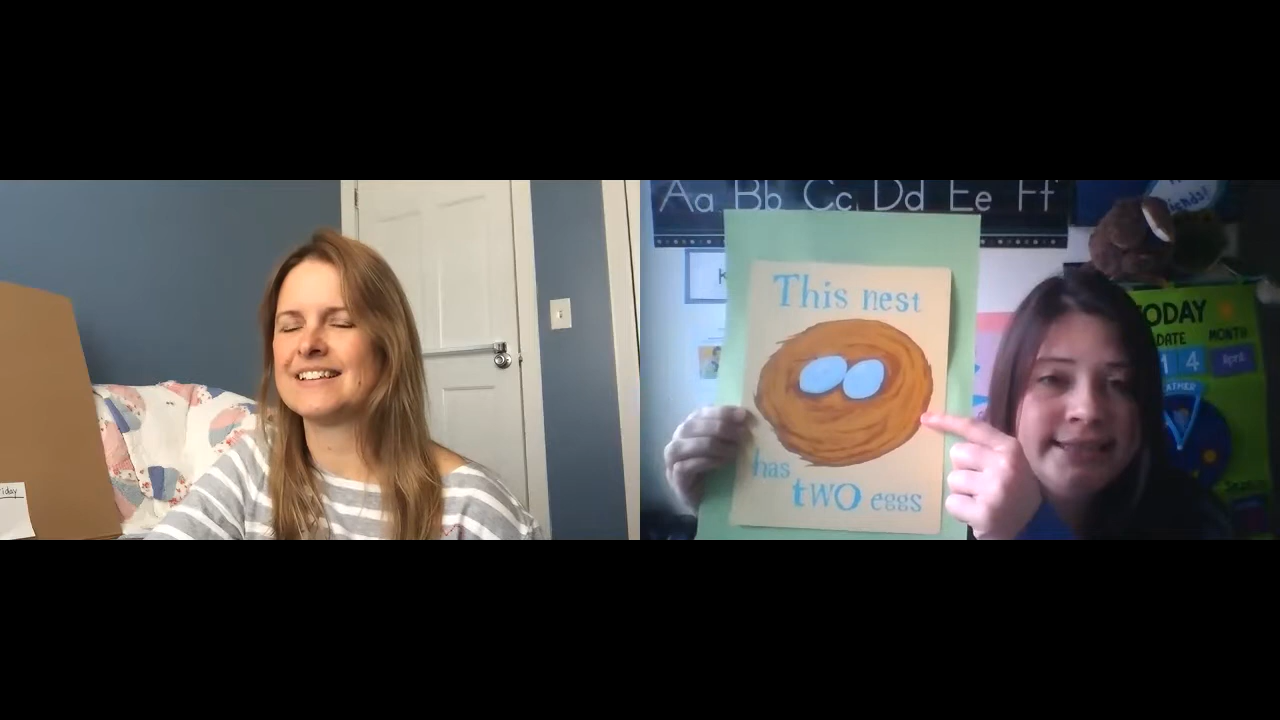 Aa Bb Cc Dd Ee Ff
This nest
has
two eggs
TODAY
DATE MONTH
14 April